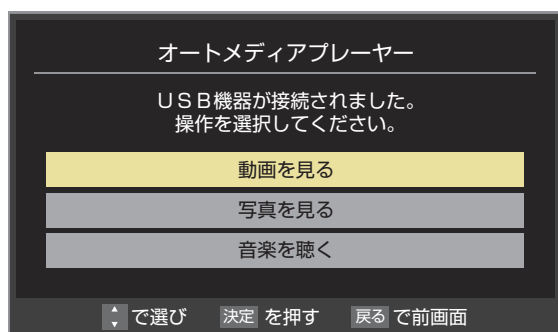 オートメディアプレーヤー
ＵＳＢ機器が接続されました。
操作を選択してください。
動画を見る
写真を見る
音楽を聴く
で選び 決定 を押す 戻る で前画面